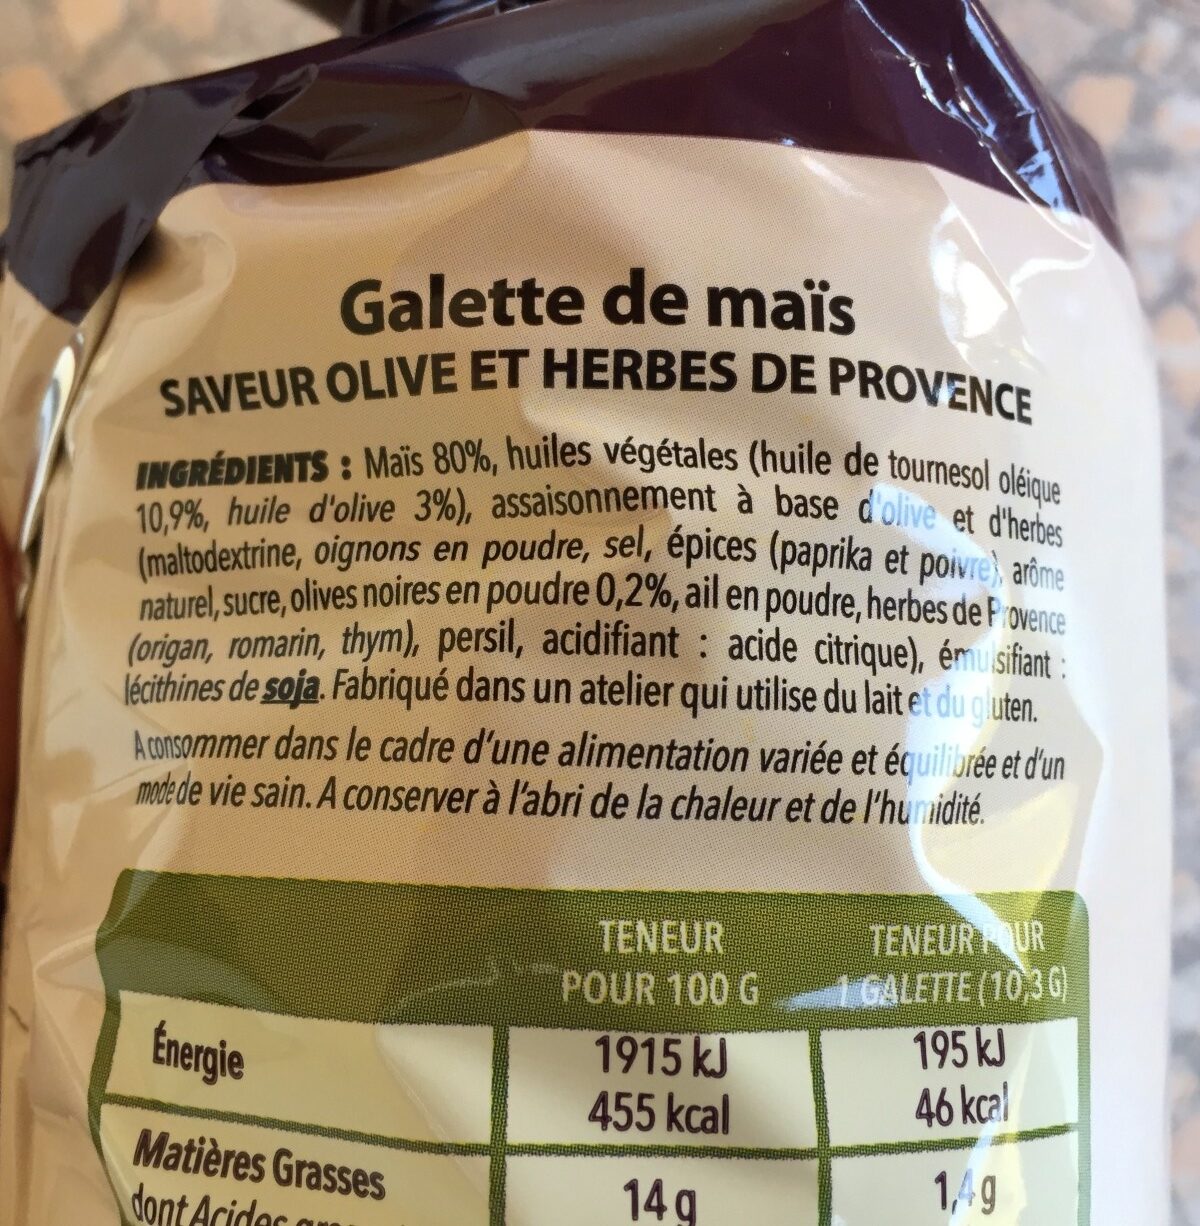 Galette de maïs
SAVEUR OLIVE ET HERBES DE PROVENCE
INGRÉDIENTS : Maïs 80%, huiles végétales (huile de tournesol oléique
10,9%, huile d'olive 3%), assaisonnement à base d'olive et d'herbes
(maltodextrine, oignons en poudre, sel, épices (paprika et poivre), arôme
naturel, sucre, olives noires en poudre 0,2%, ail en poudre, herbes de Provence
(origan, romarin, thym), persil, acidifiant : acide citrique), émulsifiant :
lécithines de soja. Fabriqué dans un atelier qui utilise du lait et du gluten.
A consommer dans le cadre d'une alimentation variée et équilibrée et d'un
mode de vie sain. A conserver à l'abri de la chaleur et de l'humidité.
TENEUR POUR 100 G
TENEUR POUR 1 GALETTE (10,3 G)
Énergie
1915 kJ 195 kJ
455 kcal 46 kcal
Matières Grasses 14 g 1,4 g
dont Acides